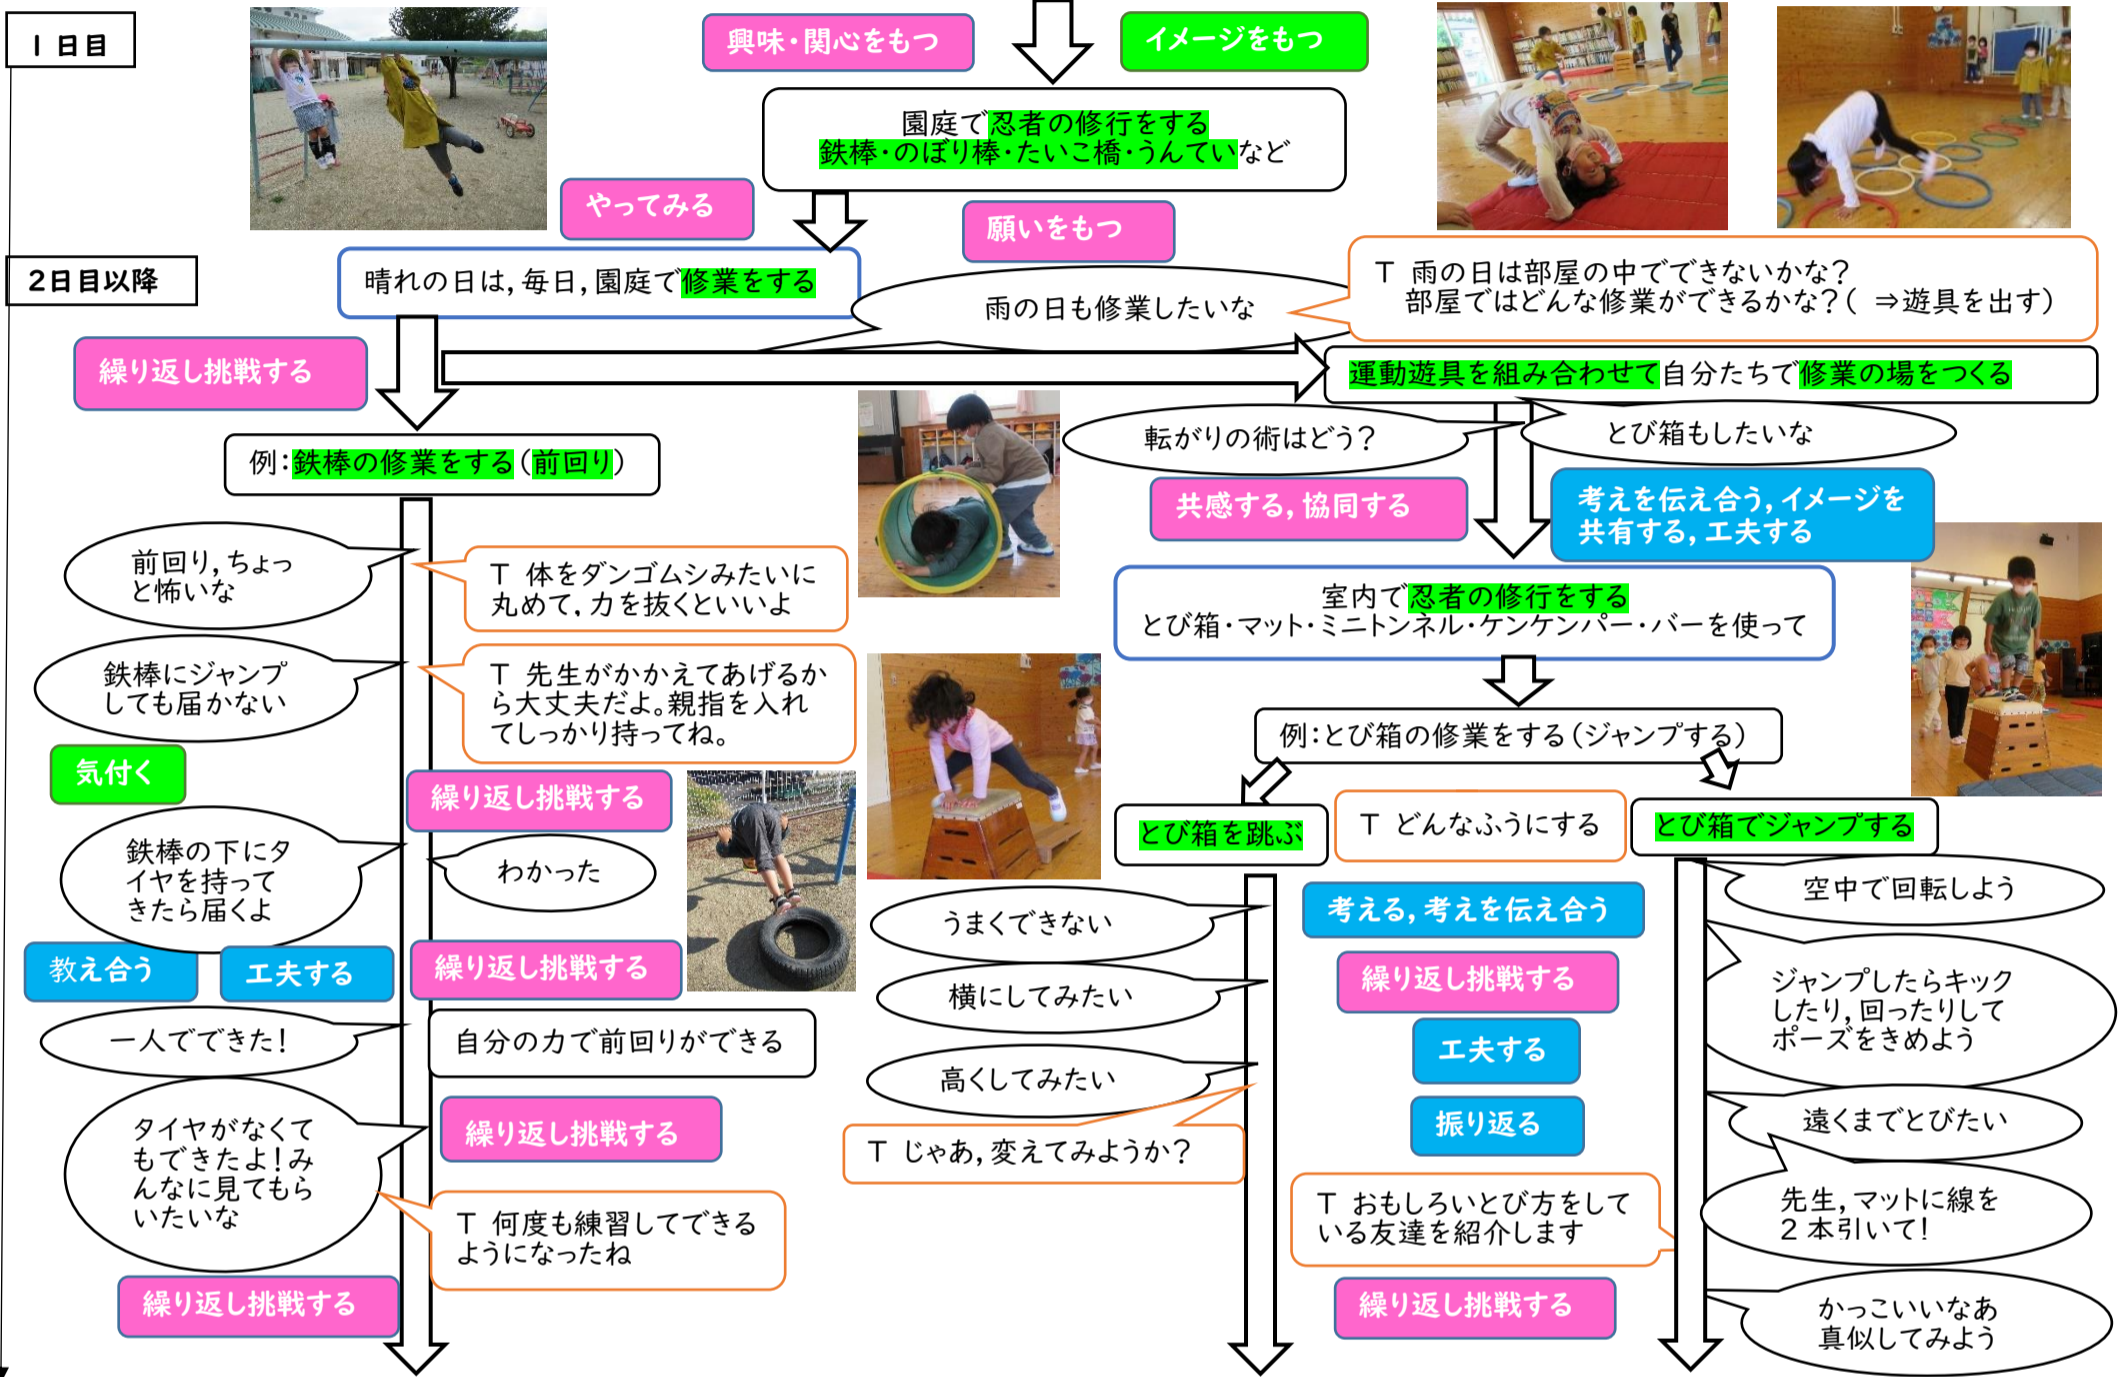 １日目
興味・関心をもつ
イメージをもつ
園庭で忍者の修行をする
鉄棒・のぼり棒・たいこ橋・うんていなど
やってみる
願いをもつ
2日目以降
晴れの日は，毎日，園庭で修業をする
雨の日も修業したいな
T 雨の日は部屋の中でできないかな？
部屋ではどんな修業ができるかな？（ ⇒遊具を出す）
繰り返し挑戦する
運動遊具を組み合わせて自分たちで修業の場をつくる
転がりの術はどう？
とび箱もしたいな
例：鉄棒の修業をする（前回り）
共感する，協同する
考えを伝え合う，イメージを
共有する，工夫する
前回り，ちょっ
と怖いな
T 体をダンゴムシみたいに
丸めて，力を抜くといいよ
室内で忍者の修行をする
とび箱・マット・ミニトンネル・ケンケンパー・バーを使って
鉄棒にジャンプ
しても届かない
T 先生がかかえてあげるか
ら大丈夫だよ。親指を入れ
てしっかり持ってね。
例：とび箱の修業をする（ジャンプする）
気付く
繰り返し挑戦する
とび箱を跳ぶ
T どんなふうにする
とび箱でジャンプする
鉄棒の下にタ
イヤを持って
きたら届くよ
わかった
うまくできない
考える，考えを伝え合う
空中で回転しよう
教え合う
工夫する
繰り返し挑戦する
横にしてみたい
繰り返し挑戦する
ジャンプしたらキック
したり，回ったりして
ポーズをきめよう
一人でできた！
自分の力で前回りができる
高くしてみたい
工夫する
タイヤがなくて
もできたよ！み
んなに見てもら
いたいな
繰り返し挑戦する
T じゃあ，変えてみようか？
振り返る
遠くまでとびたい
T 何度も練習してできる
ようになったね
T おもしろいとび方をして
いる友達を紹介します
先生，マットに線を
2本引いて！
繰り返し挑戦する
繰り返し挑戦する
かっこいいなあ
真似してみよう